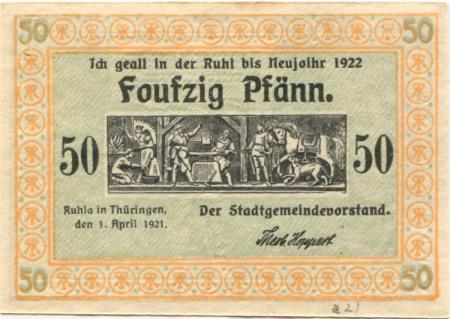 50 50
Ich geall in der Ruhl bis Neujoihr 1922
Foufzig Pfänn.
50 50
Ruhla in Thüringen,
den 1. April 1921.
Der Stadtgemeindevorstand.
50 50